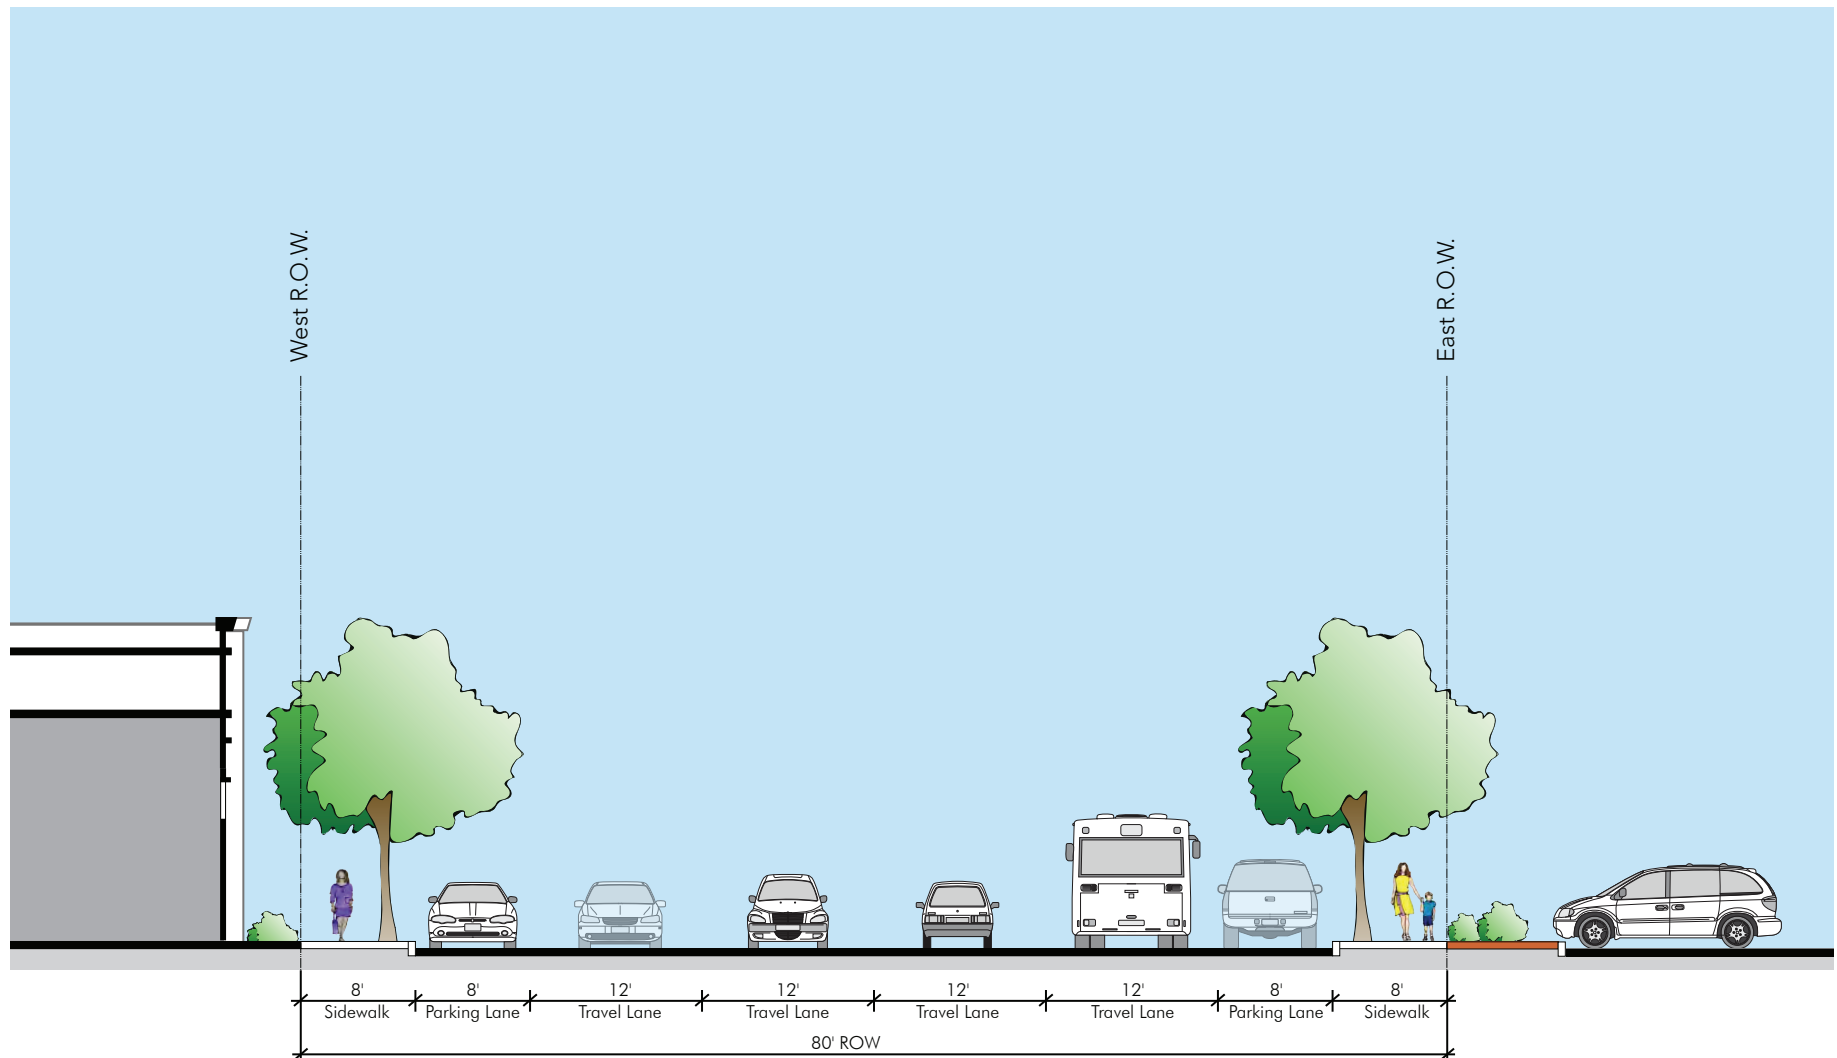 West R.O.W.
East R.O.W.
8' 8' 12' 12' 12' 12' 8' 8'
Sidewalk Parking Lane Travel Lane Travel Lane Travel Lane Travel Lane Parking Lane Sidewalk
80' ROW